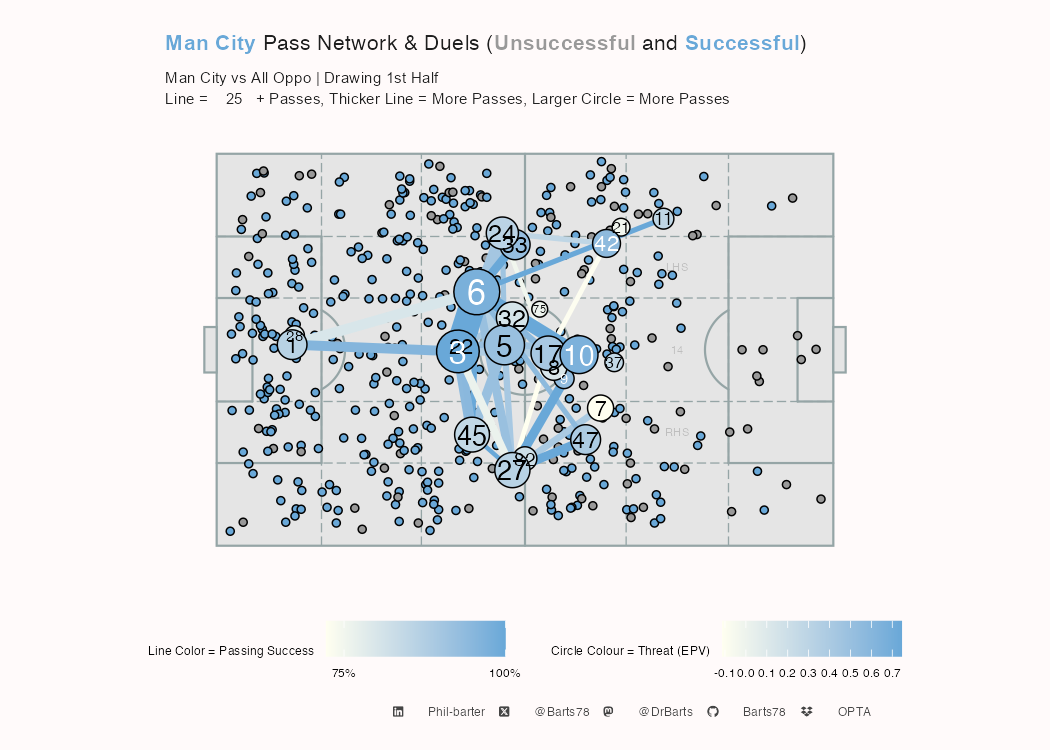 Man City Pass Network & Duels (Unsuccessful and Successful)
Man City vs All Oppo | Drawing 1st Half
Line = 25 + Passes, Thicker Line = More Passes, Larger Circle = More Passes
11
21
24
33
42
LHS
6
75
32
28
1
3
22
5
17
10
14
37
8
9
7
45
47
RHS
82
27
Line Color = Passing Success
75% 100%
Circle Colour = Threat (EPV)
-0.1 0.0 0.1 0.2 0.3 0.4 0.5 0.6 0.7
Phil-barter @Barts78 @DrBarts Barts78 OPTA